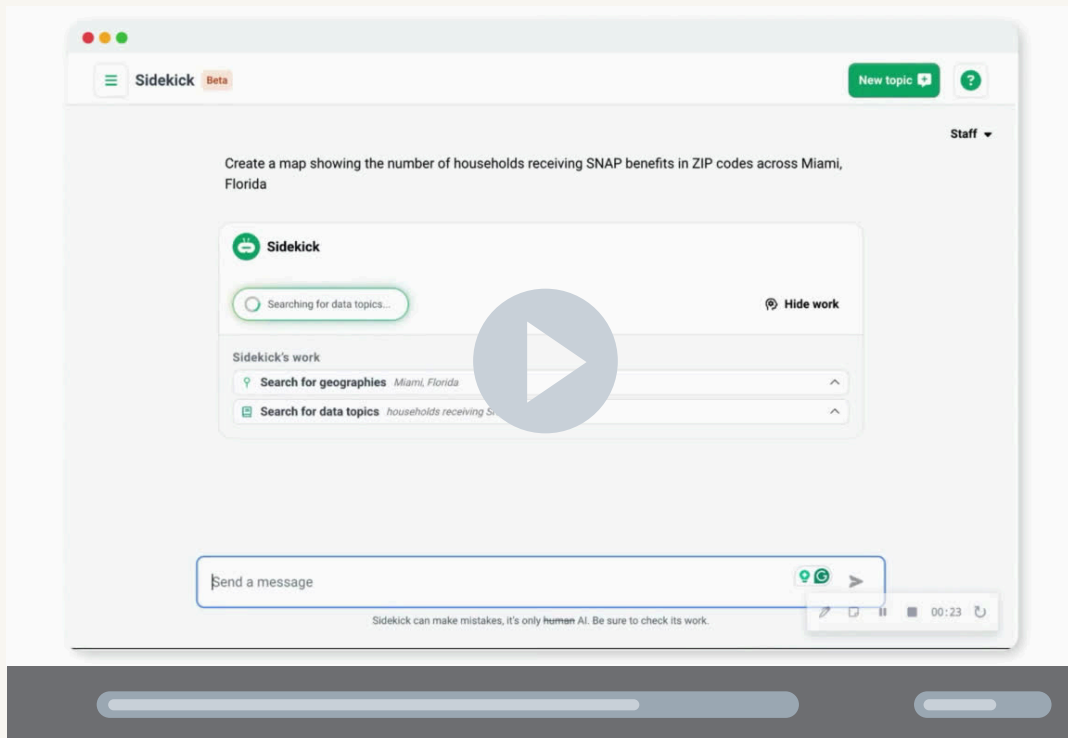 Sidekick Beta
New topic
?
Staff
Create a map showing the number of households receiving SNAP benefits in ZIP codes across Miami,
Florida
Sidekick
Searching for data topics...
Hide work
Sidekick's work
Search for geographies Miami, Florida
Search for data topics households receiving
Send a message
Sidekick can make mistakes, it's only human AI. Be sure to check its work.
00:23